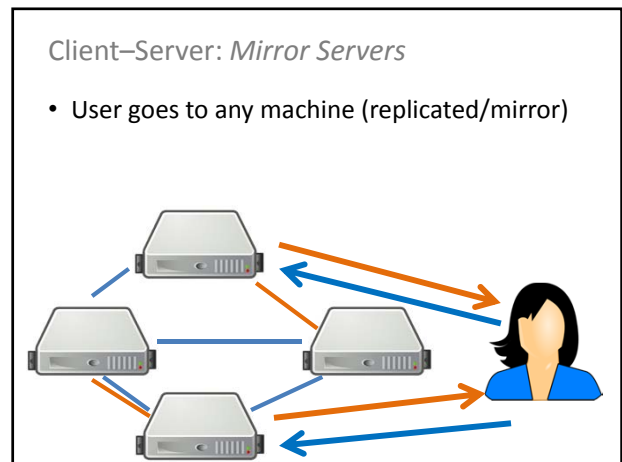 Client–Server: Mirror Servers
• User goes to any machine (replicated/mirror)